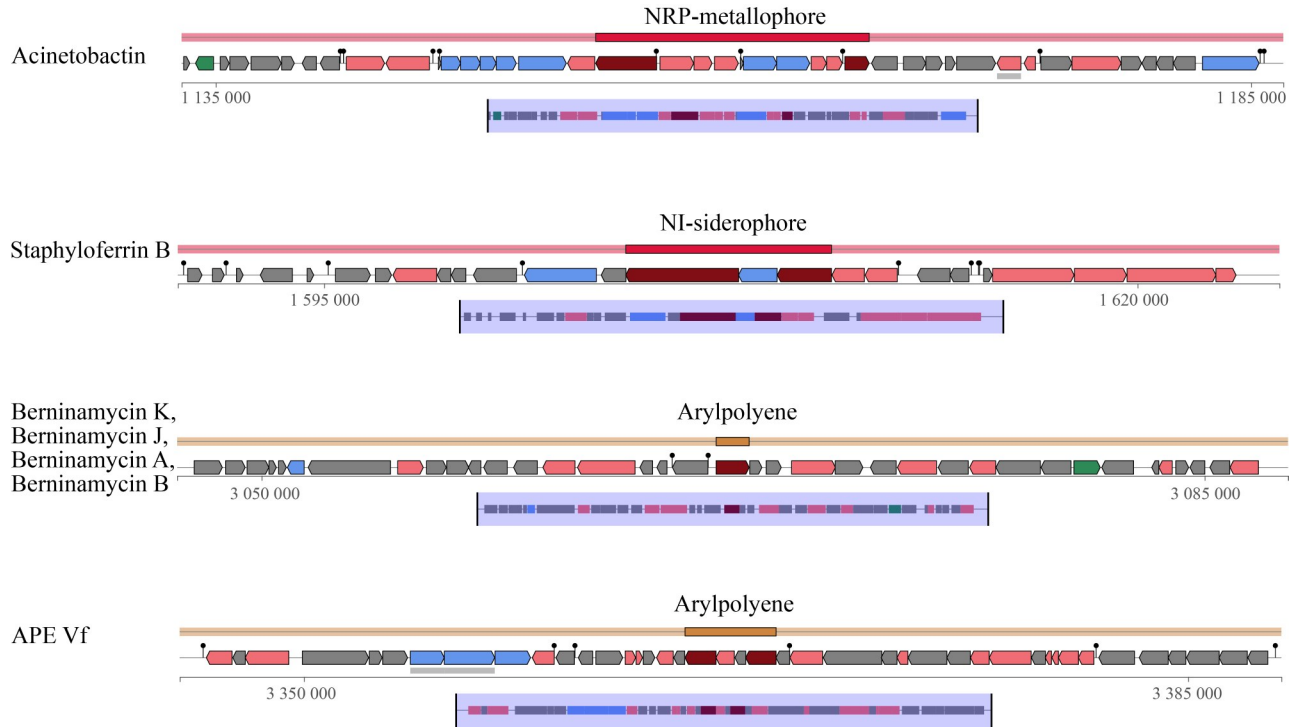 NRP-metallophore
Acinetobactin
1 135 000
1 185 000
NI-siderophore
Staphyloferrin B
1 595 000
1 620 000
Berninamycin K,
Berninamycin J,
Berninamycin A,
Berninamycin B
Arylpolyene
3 050 000
3 085 000
Arylpolyene
APE Vf
3 350 000
3 385 000